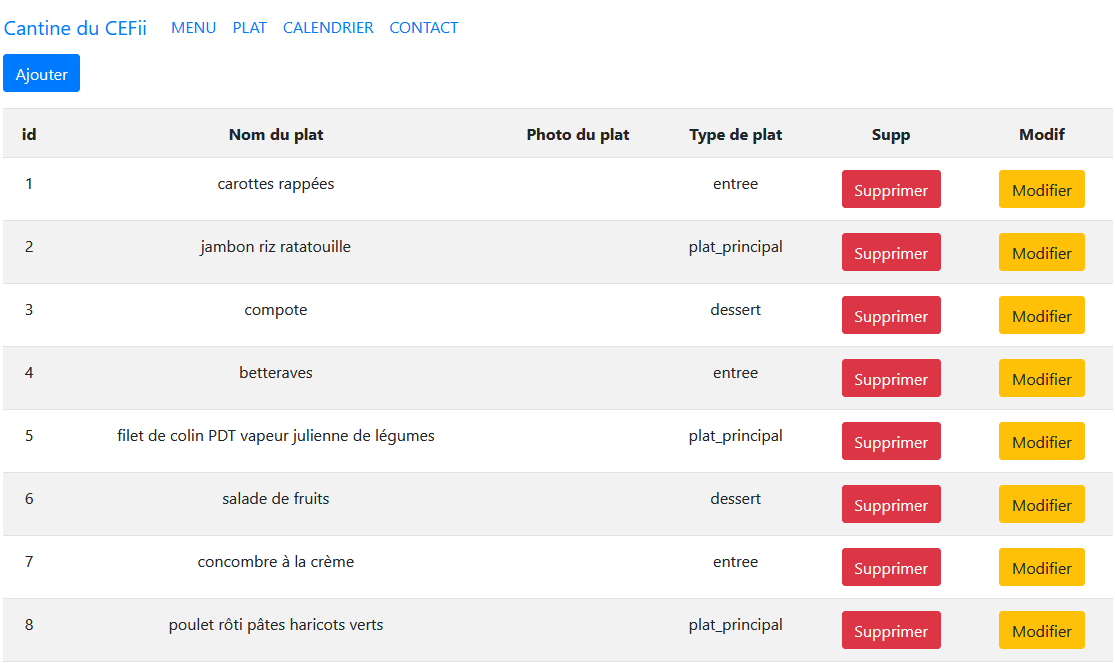 Cantine du CEFii MENU PLAT CALENDRIER CONTACT
Ajouter
id Nom du plat Photo du plat Type de plat Supp Modif
1 carottes rappées entree Supprimer Modifier
2 jambon riz ratatouille plat_principal Supprimer Modifier
3 compote dessert Supprimer Modifier
4 betteraves entree Supprimer Modifier
5 filet de colin PDT vapeur julienne de légumes plat_principal Supprimer Modifier
6 salade de fruits dessert Supprimer Modifier
7 concombre à la crème entree Supprimer Modifier
8 poulet rôti pâtes haricots verts plat_principal Supprimer Modifier